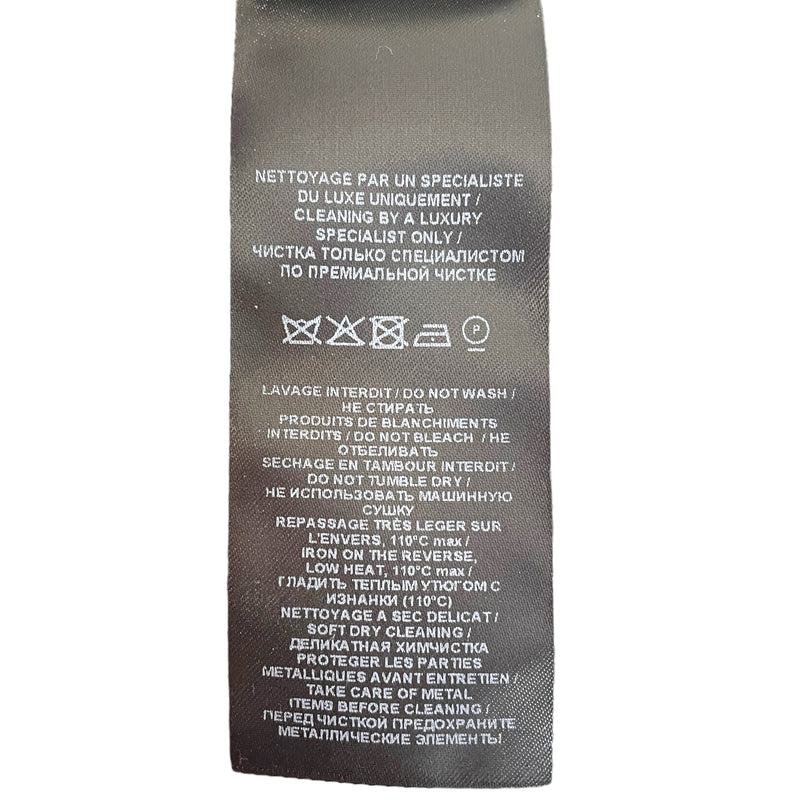 NETTOYAGE PAR UN SPECIALISTE
DU LUXE UNIQUEMENT /
CLEANING BY A LUXURY
SPECIALIST ONLY /
ЧИСТКА ТОЛЬКО СПЕЦИАЛИСТОМ
ПО ПРЕМИАЛЬНОЙ ЧИСТКЕ
P
LAVAGE INTERDIT / DO NOT WASH /
НЕ СТИРАТЬ
PRODUITS DE BLANCHIMENTS
INTERDITS / DO NOT BLEACH / НЕ
ОТБЕЛИВАТЬ
SECHAGE EN TAMBOUR INTERDIT /
DO NOT TUMBLE DRY /
НЕ ИСПОЛЬЗОВАТЬ МАШИННУЮ
СУШКУ
REPASSAGE TRÈS LEGER SUR
L'ENVERS, 110°C max /
IRON ON THE REVERSE,
LOW HEAT, 110°C max /
ГЛАДИТЬ ТЕПЛЫМ УТЮГОМ С
ИЗНАНКИ (110°C)
NETTOYAGE A SEC DELICAT /
SOFT DRY CLEANING /
ДЕЛИКАТНАЯ ХИМЧИСТКА
PROTEGER LES PARTIES
METALLIQUES AVANT ENTRETIEN /
TAKE CARE OF METAL
ITEMS BEFORE CLEANING /
ПЕРЕД ЧИСТКОЙ ПРЕДОХРАНИТЕ
МЕТАЛЛИЧЕСКИЕ ЭЛЕМЕНТЫ